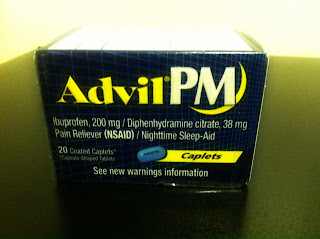 Advil® PM
Ibuprofen, 200 mg / Diphenhydramine citrate, 38 mg
Pain Reliever (NSAID) / Nighttime Sleep-Aid
20 Coated Caplets*
*Capsule-Shaped Tablets
Caplets
See new warnings information